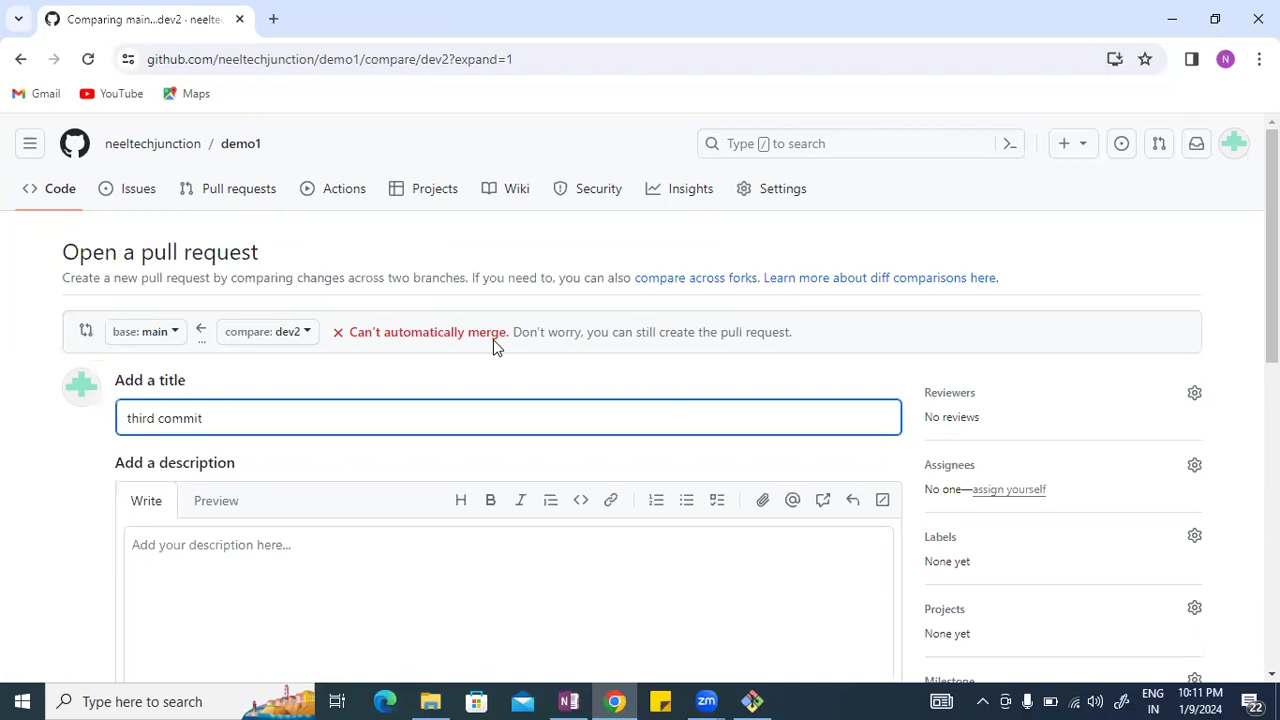 Comparing main...dev2 · neelte
github.com/neeltechjunction/demo1/compare/dev2?expand=1
N
Gmail YouTube Maps
neeltechjunction / demo1 Type / to search
Code Issues Pull requests Actions Projects Wiki Security Insights Settings
Open a pull request
Create a new pull request by comparing changes across two branches. If you need to, you can also compare across forks. Learn more about diff comparisons here.
base: main compare: dev2 Can't automatically merge. Don't worry, you can still create the pull request.
...
Add a title
third commit
Add a description
Write Preview
Add your description here...
Reviewers
No reviews
Assignees
No one—assign yourself
Labels
None yet
Projects
None yet
Milestone
Type here to search
zm
ENG
IN
10:11 PM
1/9/2024
22